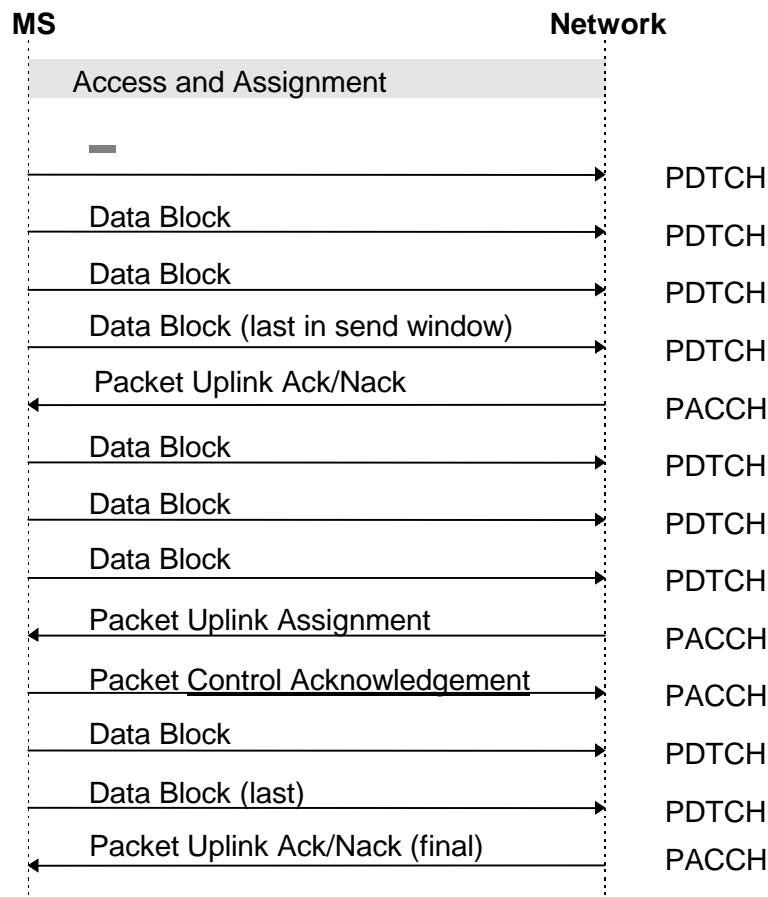 MS Network
Access and Assignment
PDTCH
Data Block PDTCH
Data Block PDTCH
Data Block (last in send window) PDTCH
Packet Uplink Ack/Nack PACCH
Data Block PDTCH
Data Block PDTCH
Data Block PDTCH
Packet Uplink Assignment PACCH
Packet Control Acknowledgement PACCH
Data Block PDTCH
Data Block (last) PDTCH
Packet Uplink Ack/Nack (final) PACCH